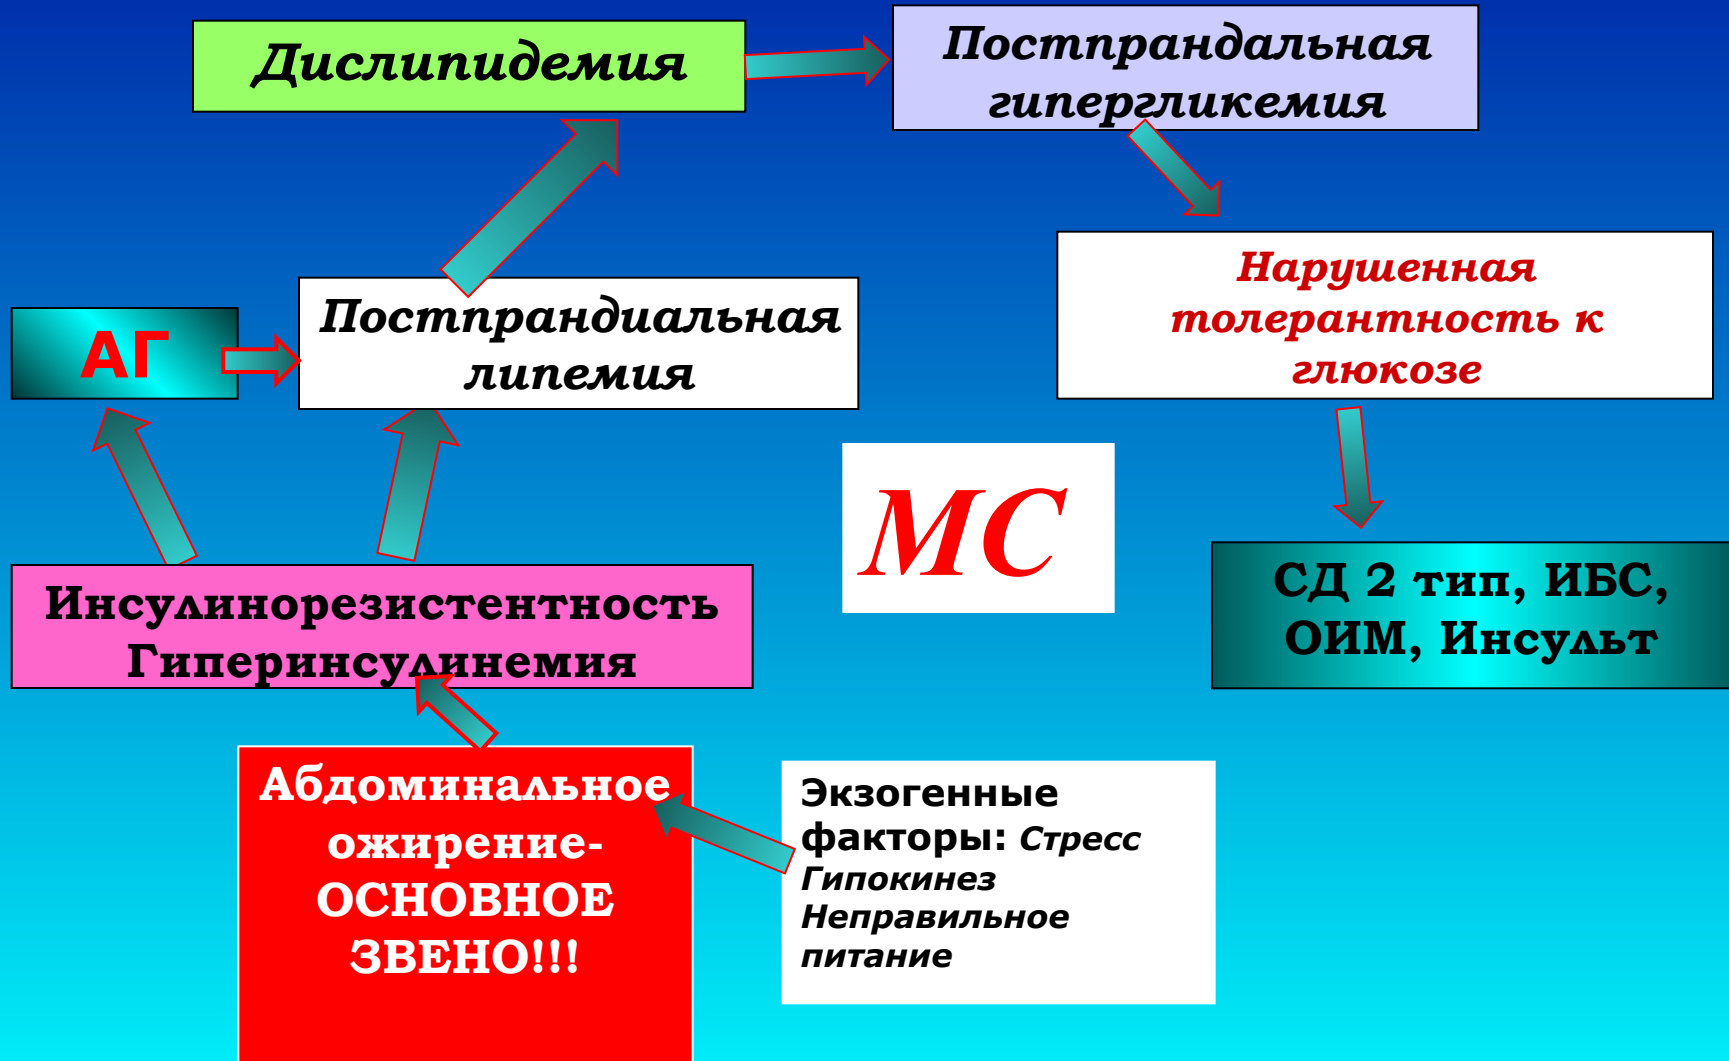 Дислипидемия
Постпрандальная
гипергликемия
Нарушенная
толерантность к
глюкозе
АГ
Постпрандиальная
липемия
МС
Инсулинорезистентность
Гиперинсулинемия
СД 2 тип, ИБС,
ОИМ, Инсульт
Абдоминальное
ожирение-
ОСНОВНОЕ
ЗВЕНО!!!
Экзогенные
факторы: Стресс
Гипокинез
Неправильное
питание